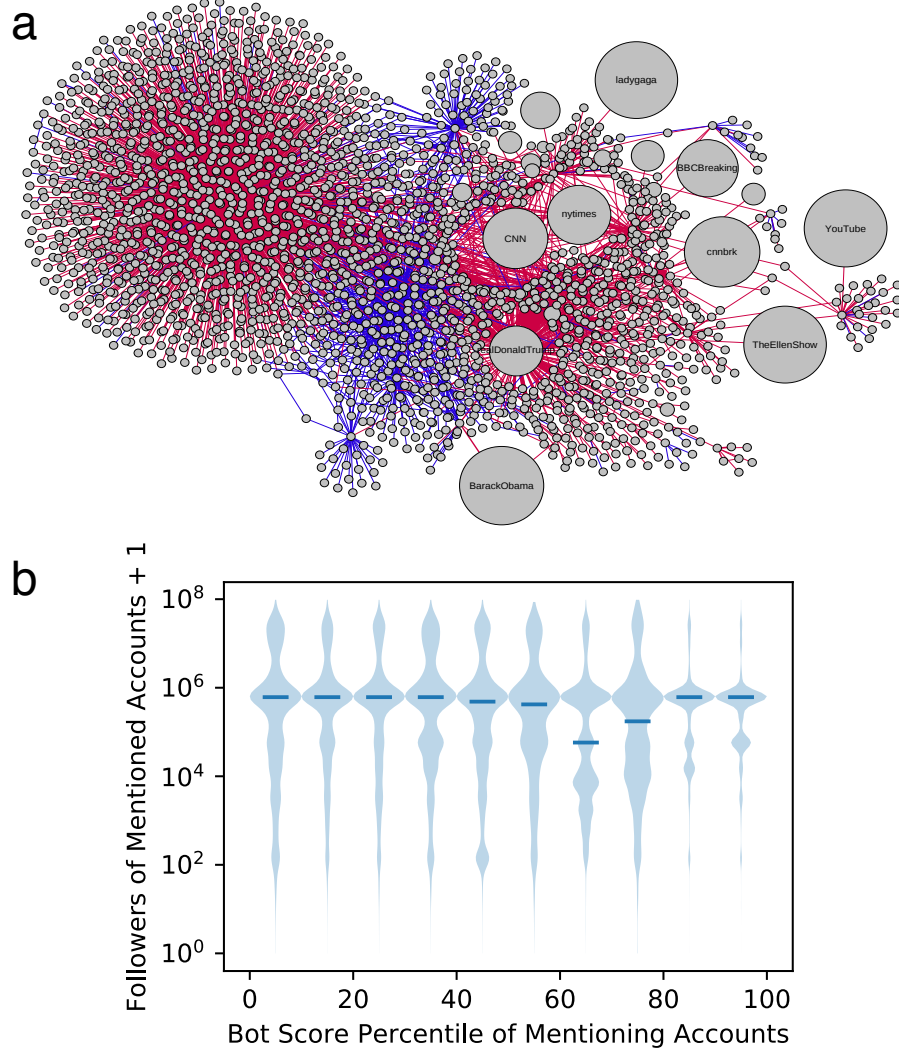 a
ladygaga
BBCBreaking
nytimes
YouTube
CNN
cnnbrk
TheEllenShow
ealDonaldTrum
BarackObama
b
Followers of Mentioned Accounts + 1
10^8
10^6
10^4
10^2
10^0
0 20 40 60 80 100
Bot Score Percentile of Mentioning Accounts